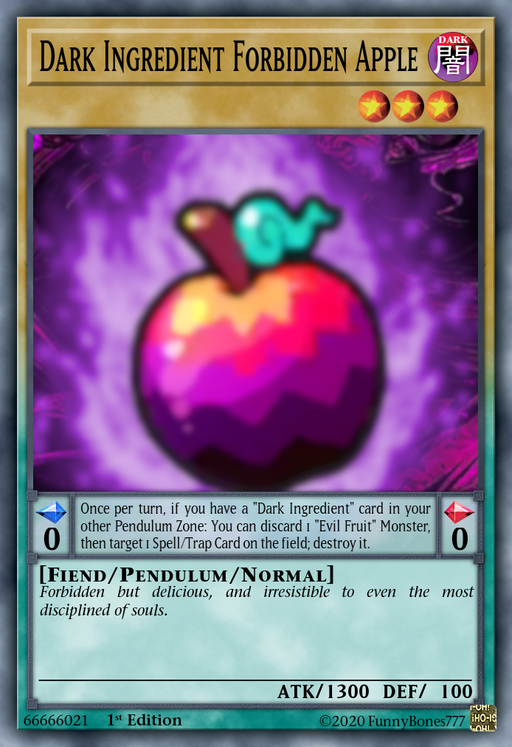 DARK INGREDIENT FORBIDDEN APPLE
DARK
闇
Once per turn, if you have a "Dark Ingredient" card in your
other Pendulum Zone: You can discard 1 "Evil Fruit" Monster,
then target 1 Spell/Trap Card on the field; destroy it.
0
0
[FIEND/PENDULUM/NORMAL]
Forbidden but delicious, and irresistible to even the most
disciplined of souls.
ATK/1300 DEF/ 100
66666021 1st Edition ©2020 FunnyBones777